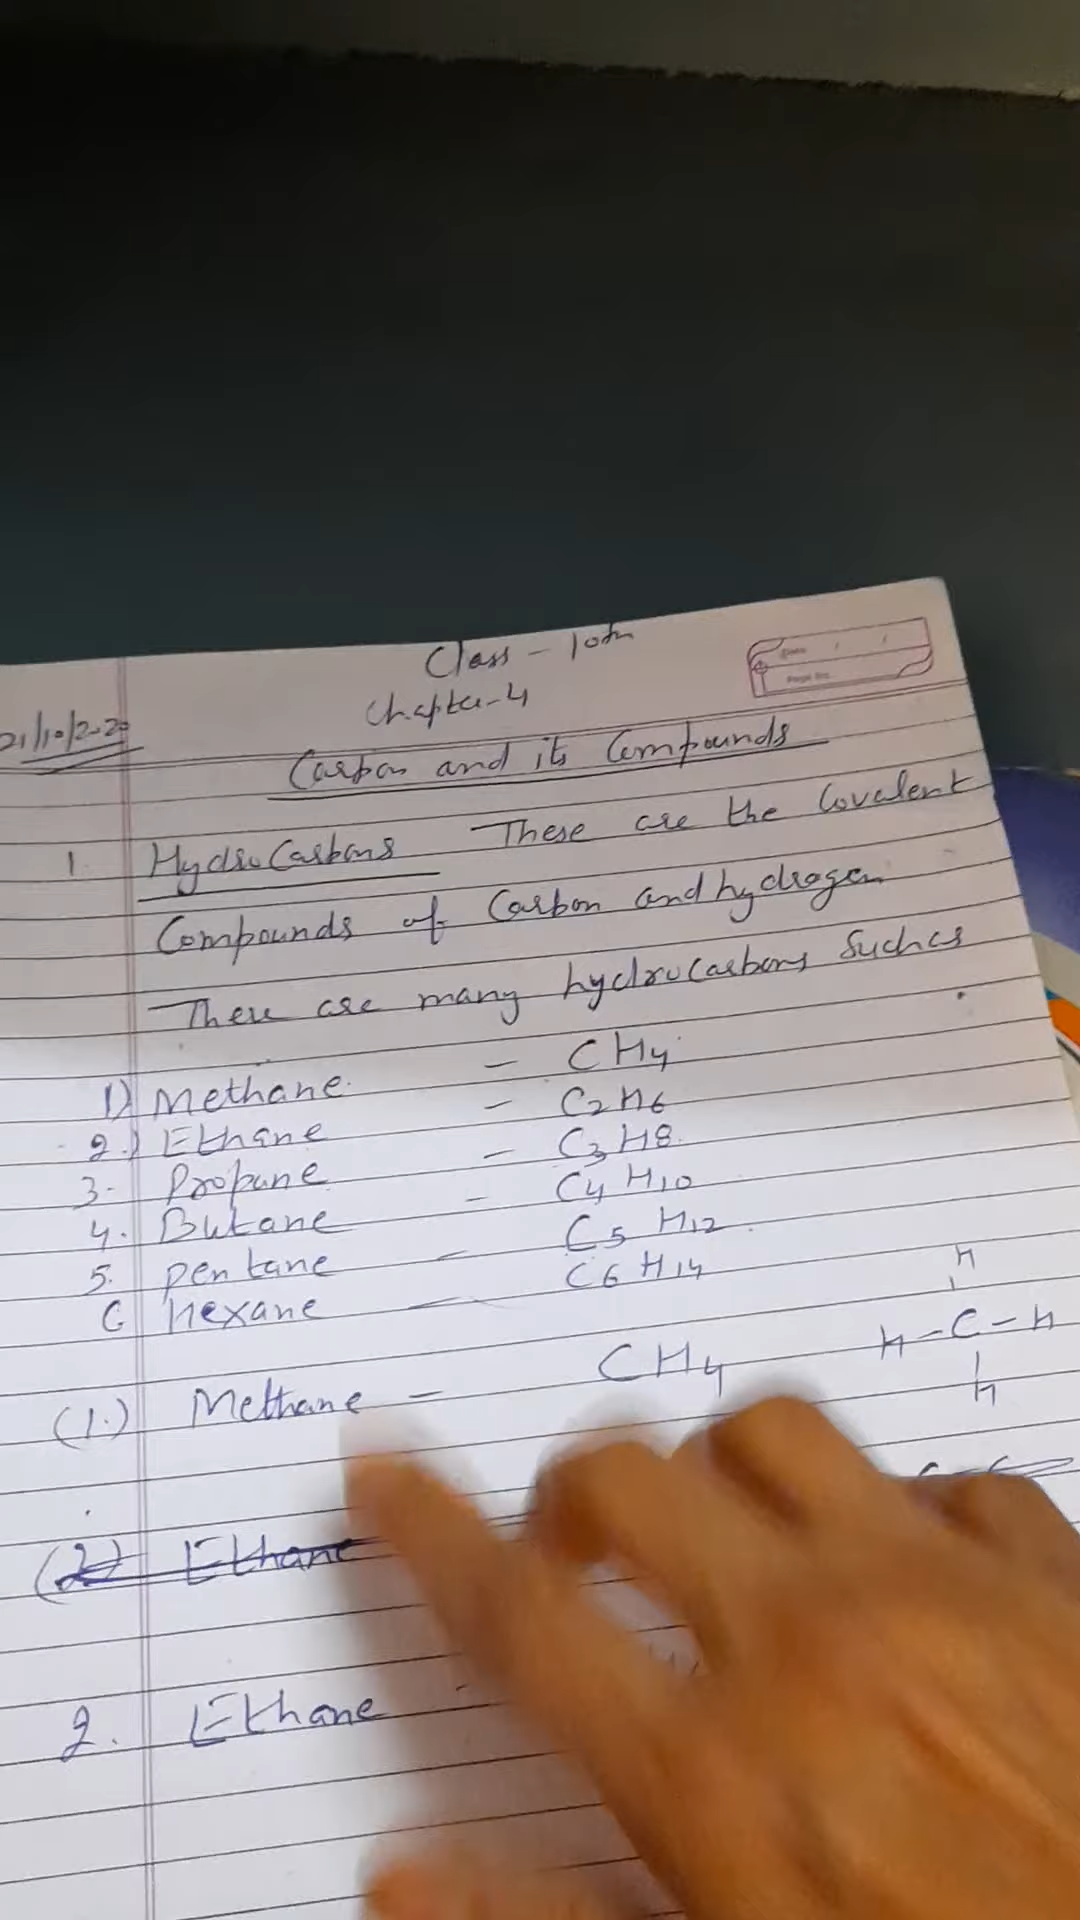 Class - 10th
Chapter-4
21/10/2020
Carbon and its Compounds
1. HydroCarbons These are the Covalent
Compounds of Carbon and hydrogen.
There are many hydrocarbons Such as
1) Methane - CH4
2.) Ethane - C2H6
3. Propane - C3H8
4. Butane - C4H10
5. pentane - C5H12
6 hexane - C6H14
H
(1.) Methane - CH4 H-C-H
H
(2) Ethane
2. Ethane -